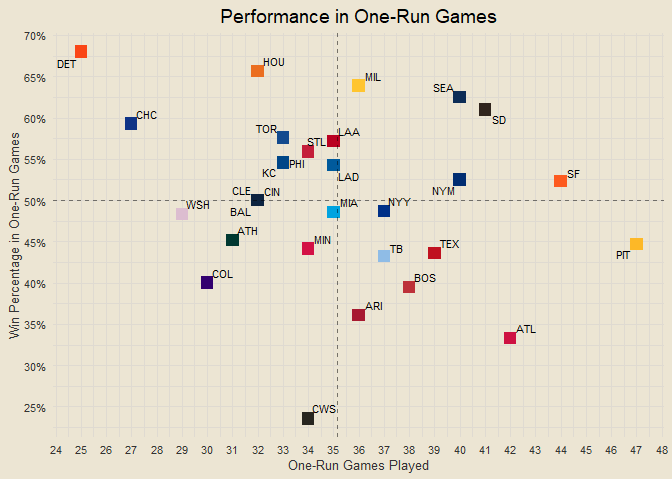 Performance in One-Run Games
70%
DET
HOU
65%
MIL
SEA
SD
60%
CHC
TOR
STL
LAA
55%
KC
PHI
LAD
SF
CLE
CIN
NYM
50%
WSH
BAL
MIA
NYY
45%
ATH
MIN
TB
TEX
PIT
40%
COL
BOS
35%
ARI
ATL
30%
25%
CWS
Win Percentage in One-Run Games
24 25 26 27 28 29 30 31 32 33 34 35 36 37 38 39 40 41 42 43 44 45 46 47 48
One-Run Games Played